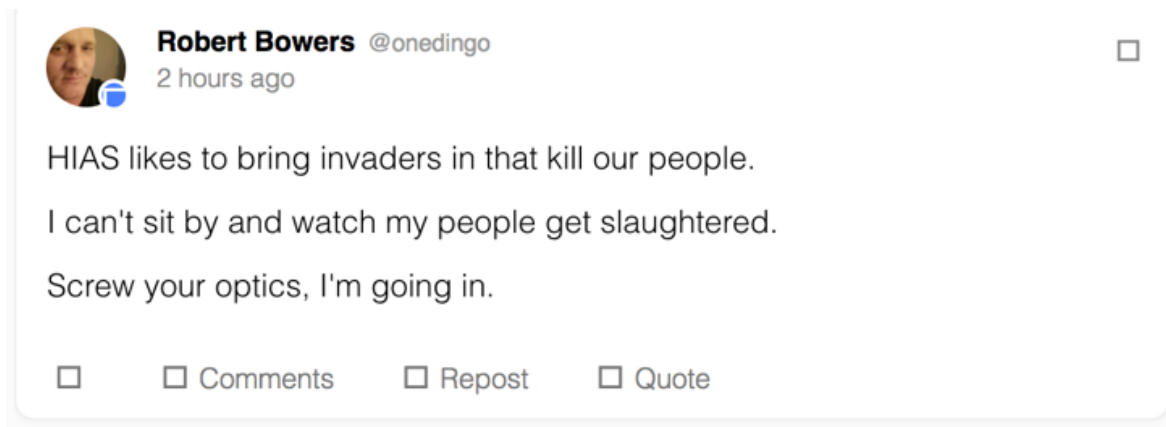 Robert Bowers @onedingo
2 hours ago
HIAS likes to bring invaders in that kill our people.
I can't sit by and watch my people get slaughtered.
Screw your optics, I'm going in.
Comments Repost Quote